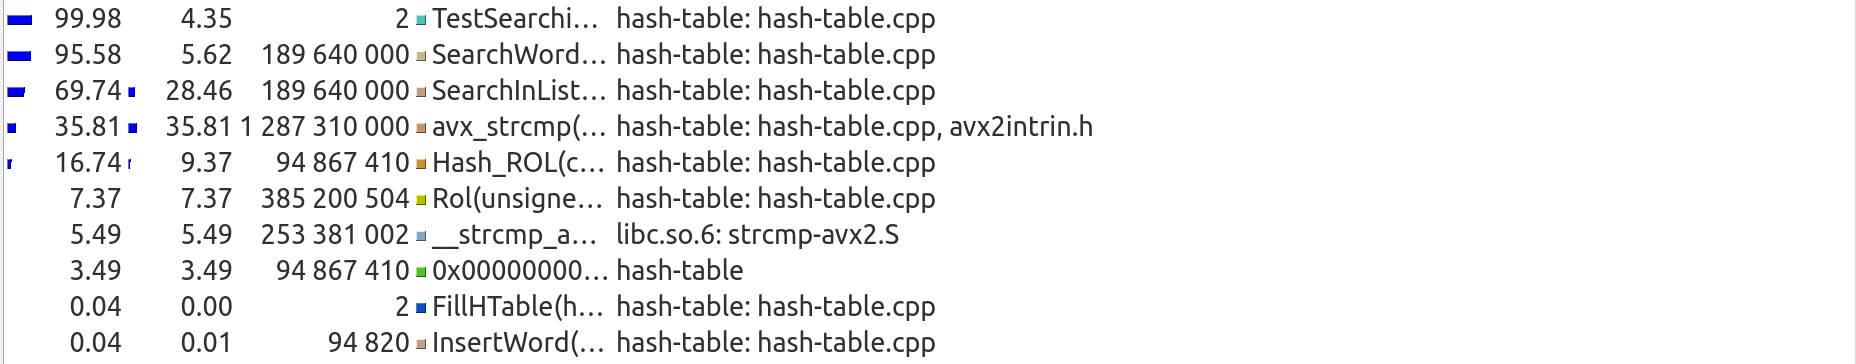 99.98 4.35 2 TestSearchi... hash-table: hash-table.cpp
95.58 5.62 189 640 000 SearchWord... hash-table: hash-table.cpp
69.74 28.46 189 640 000 SearchInList... hash-table: hash-table.cpp
35.81 35.81 1 287 310 000 avx_strcmp(... hash-table: hash-table.cpp, avx2intrin.h
16.74 9.37 94 867 410 Hash_ROL(c... hash-table: hash-table.cpp
7.37 7.37 385 200 504 Rol(unsigne... hash-table: hash-table.cpp
5.49 5.49 253 381 002 __strcmp_a... libc.so.6: strcmp-avx2.S
3.49 3.49 94 867 410 0x00000000... hash-table
0.04 0.00 2 FillHTable(h... hash-table: hash-table.cpp
0.04 0.01 94 820 InsertWord(... hash-table: hash-table.cpp